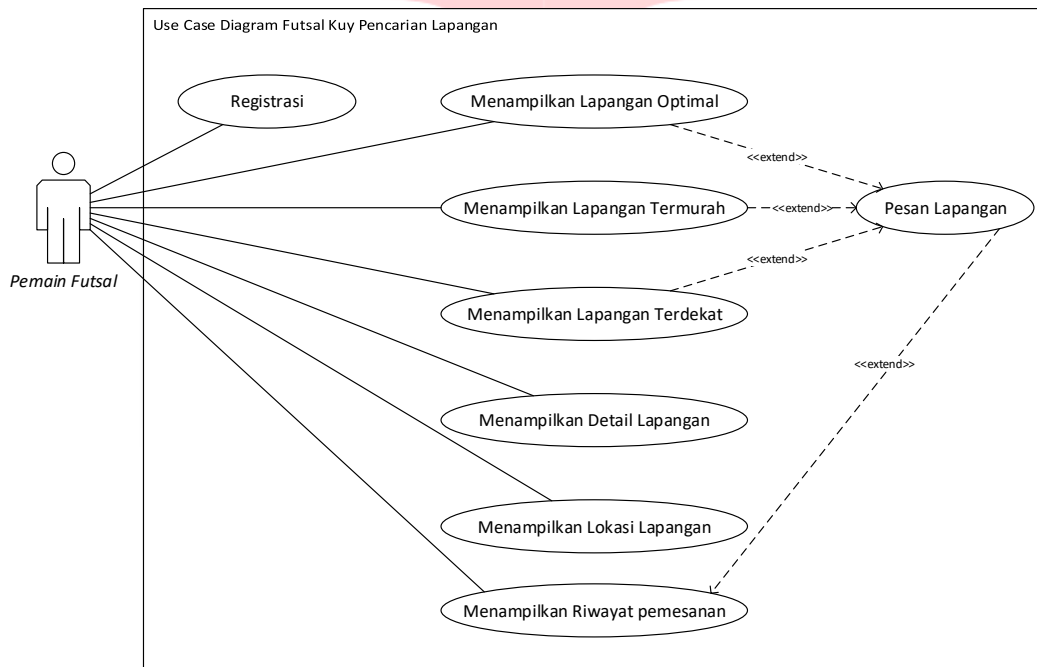 Use Case Diagram Futsal Kuy Pencarian Lapangan
Registrasi
Menampilkan Lapangan Optimal
<<extend>>
Menampilkan Lapangan Termurah
<<extend>>
Pesan Lapangan
Pemain Futsal
<<extend>>
Menampilkan Lapangan Terdekat
<<extend>>
Menampilkan Detail Lapangan
Menampilkan Lokasi Lapangan
Menampilkan Riwayat pemesanan